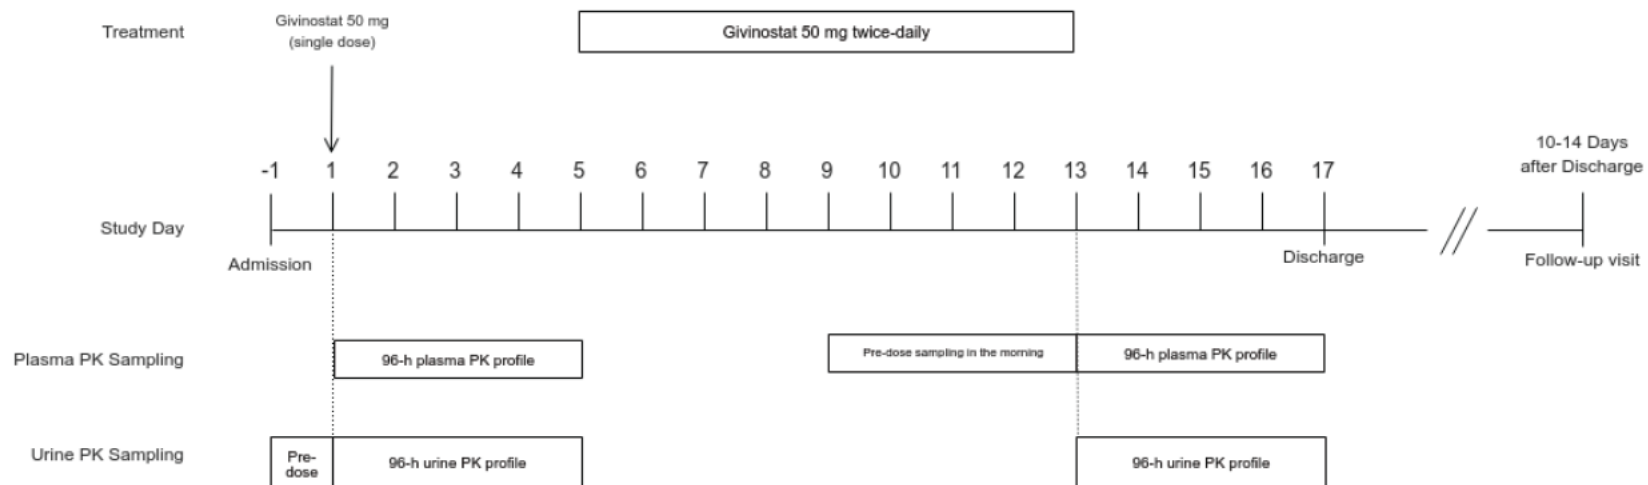 Treatment
Givinostat 50 mg
(single dose)
Givinostat 50 mg twice-daily
-1 1 2 3 4 5 6 7 8 9 10 11 12 13 14 15 16 17
10-14 Days
after Discharge
Study Day
Admission
Discharge
Follow-up visit
Plasma PK Sampling
96-h plasma PK profile
Pre-dose sampling in the morning
96-h plasma PK profile
Urine PK Sampling
Pre-
dose
96-h urine PK profile
96-h urine PK profile